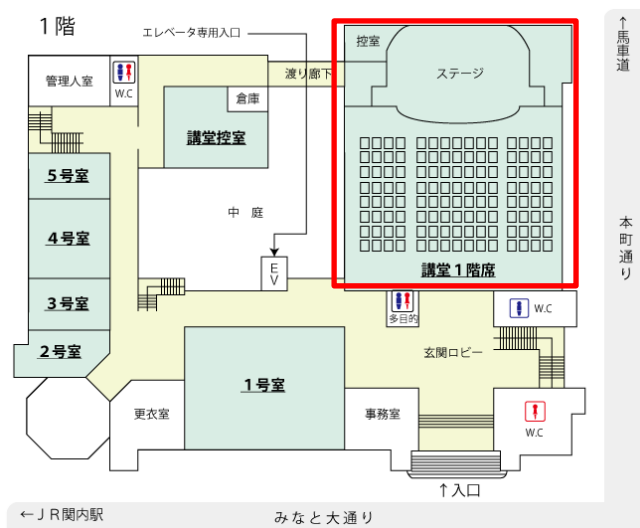 1階
エレベータ専用入口
控室
ステージ
↑馬車道
管理人室
W.C
渡り廊下
倉庫
講堂控室
5号室
4号室
中庭
本町通り
EV
講堂1階席
3号室
多目的
W.C
2号室
玄関ロビー
1号室
更衣室
事務室
W.C
↑入口
←JR関内駅
みなと大通り